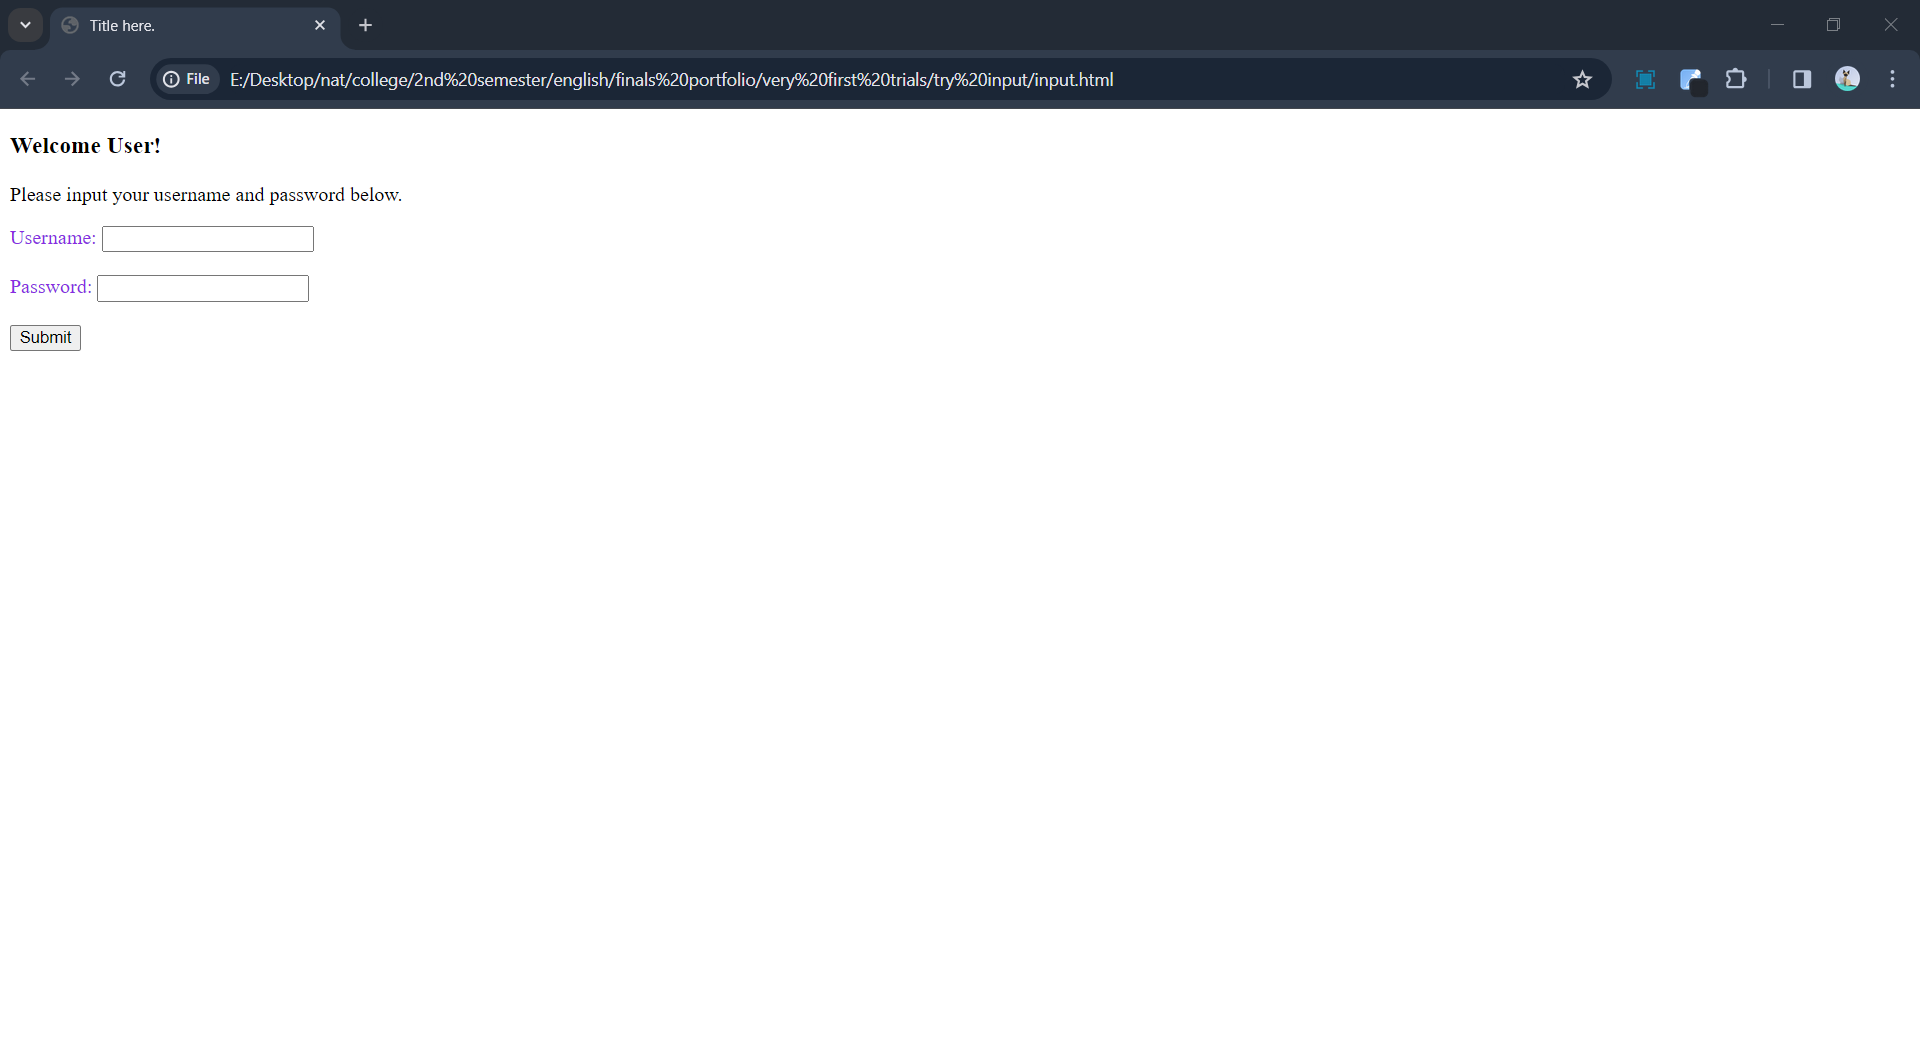 Title here.
File E:/Desktop/nat/college/2nd%20semester/english/finals%20portfolio/very%20first%20trials/try%20input/input.html
Welcome User!
Please input your username and password below.
Username:
Password:
Submit